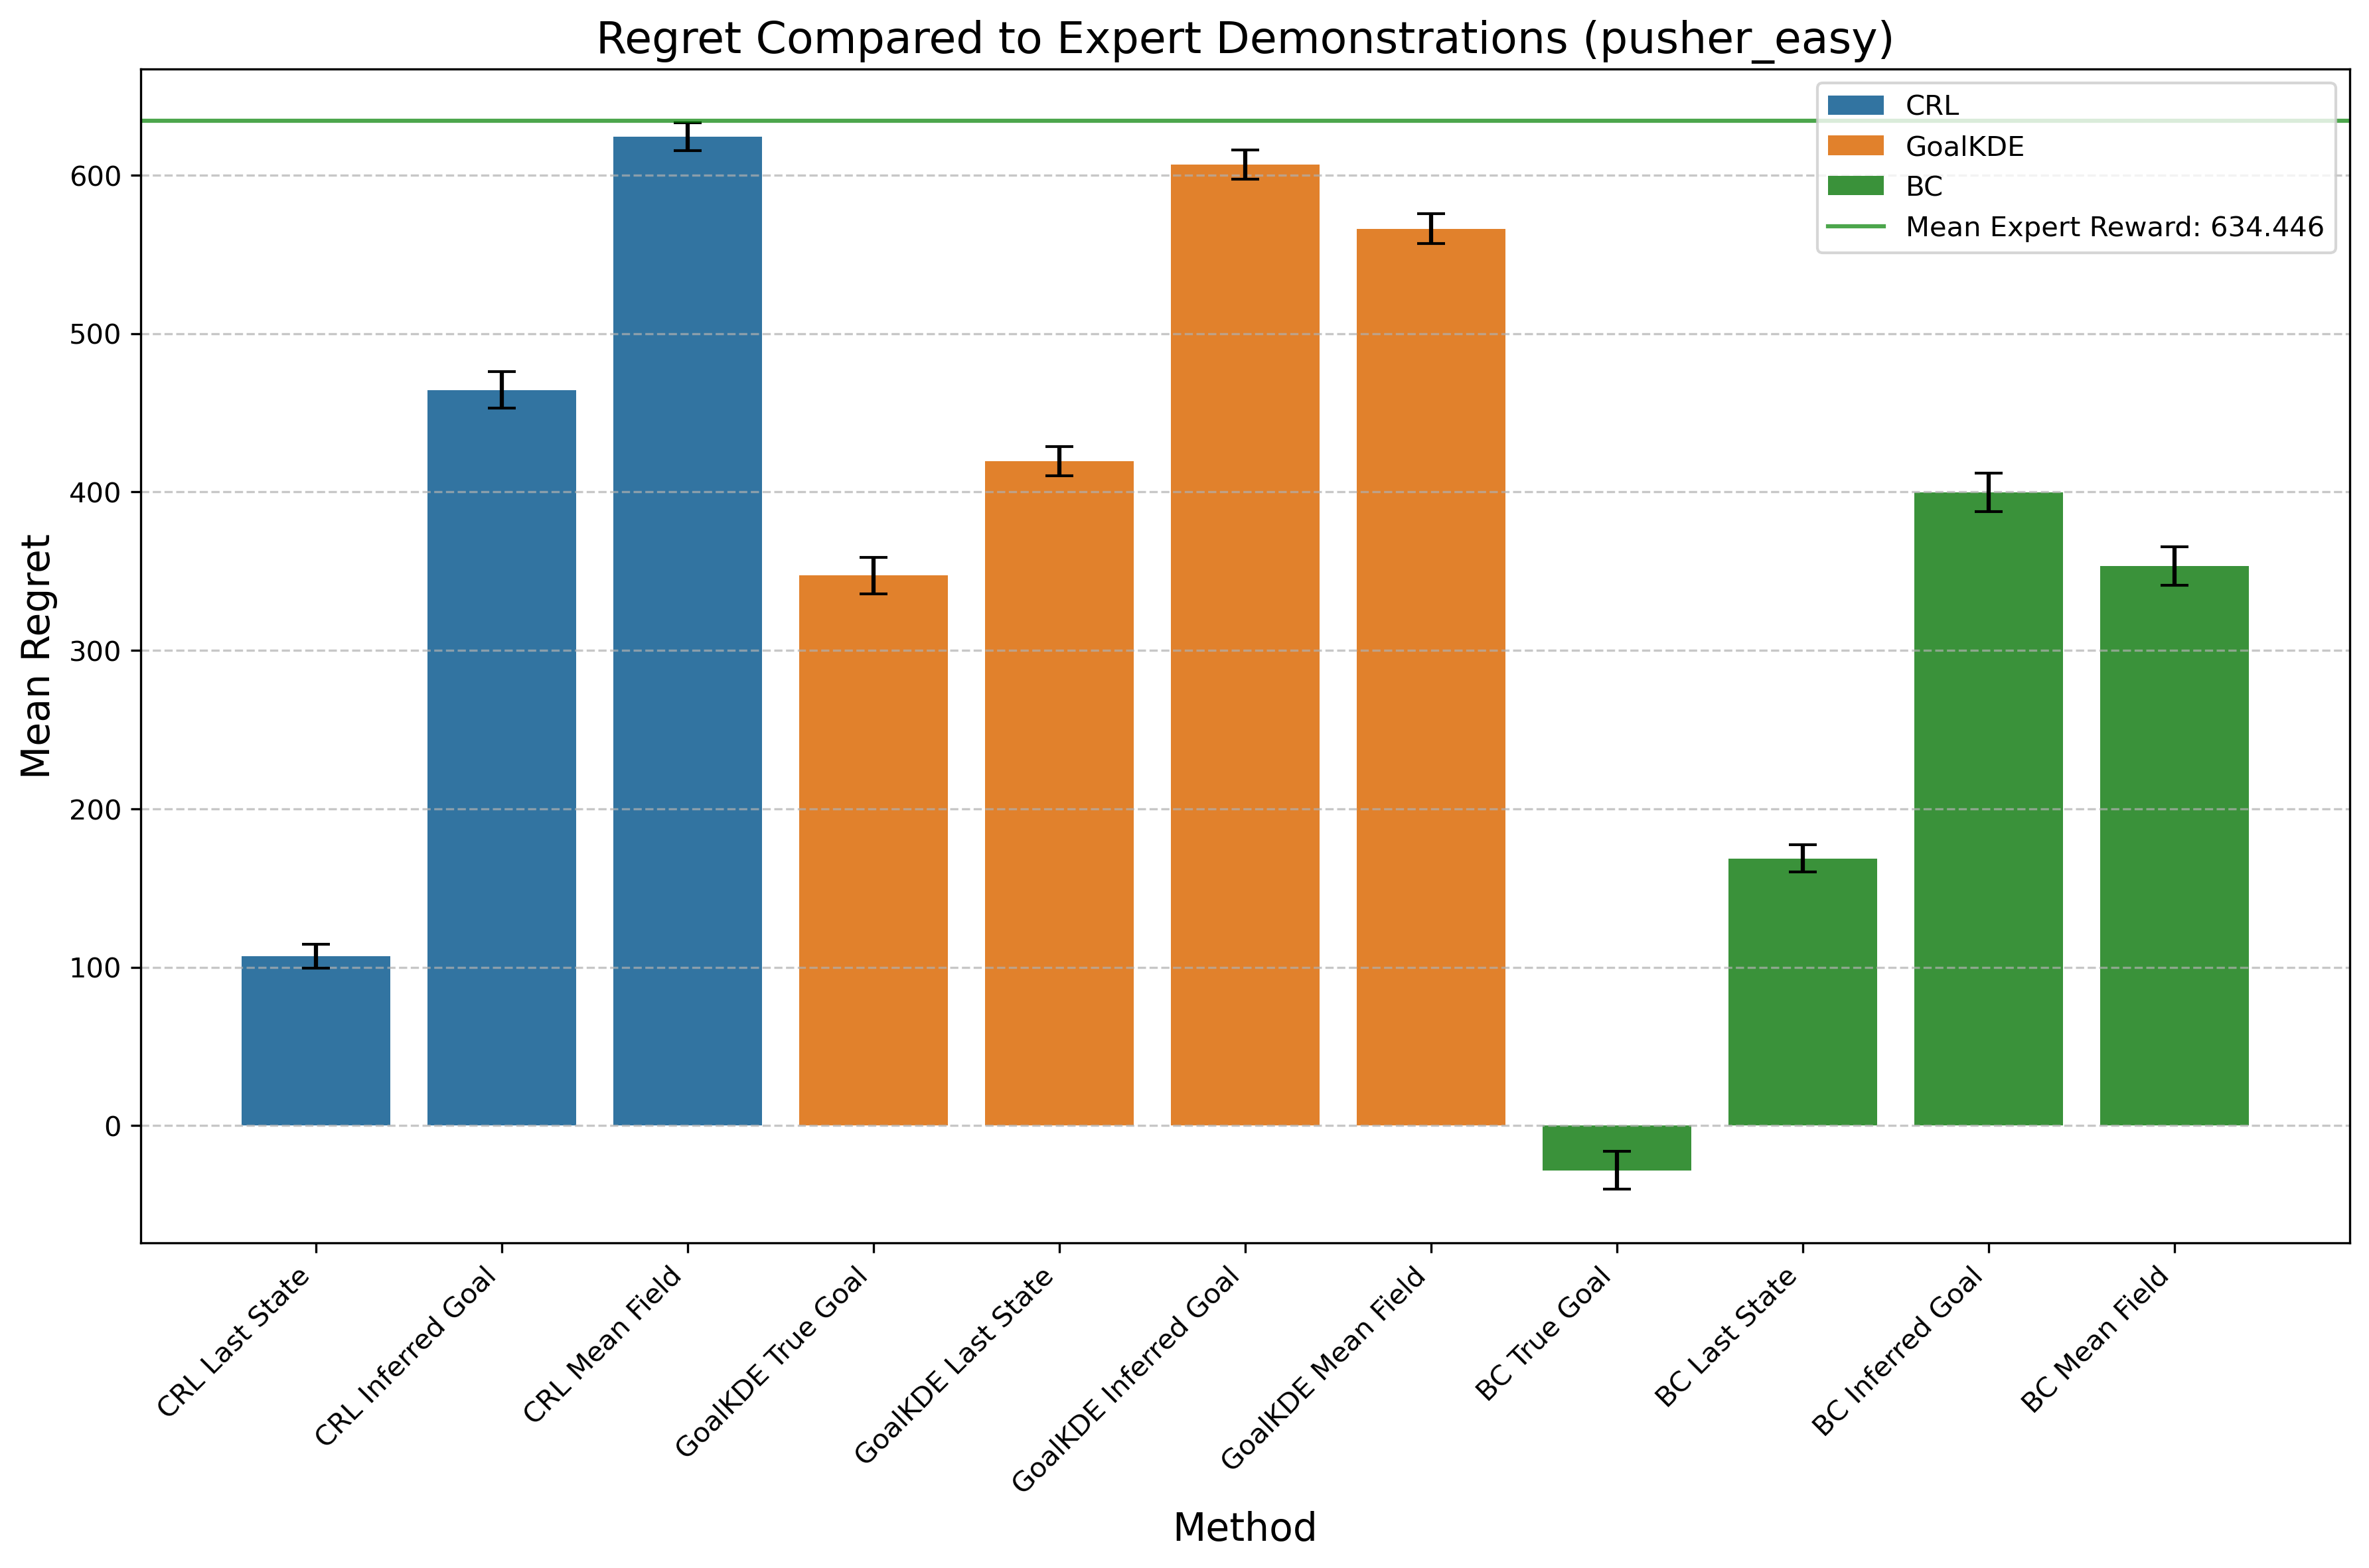 Regret Compared to Expert Demonstrations (pusher_easy)
CRL
GoalKDE
BC
Mean Expert Reward: 634.446
Mean Regret
600
500
400
300
200
100
0
CRL Last State
CRL Inferred Goal
CRL Mean Field
GoalKDE True Goal
GoalKDE Last State
GoalKDE Inferred Goal
GoalKDE Mean Field
BC True Goal
BC Last State
BC Inferred Goal
BC Mean Field
Method